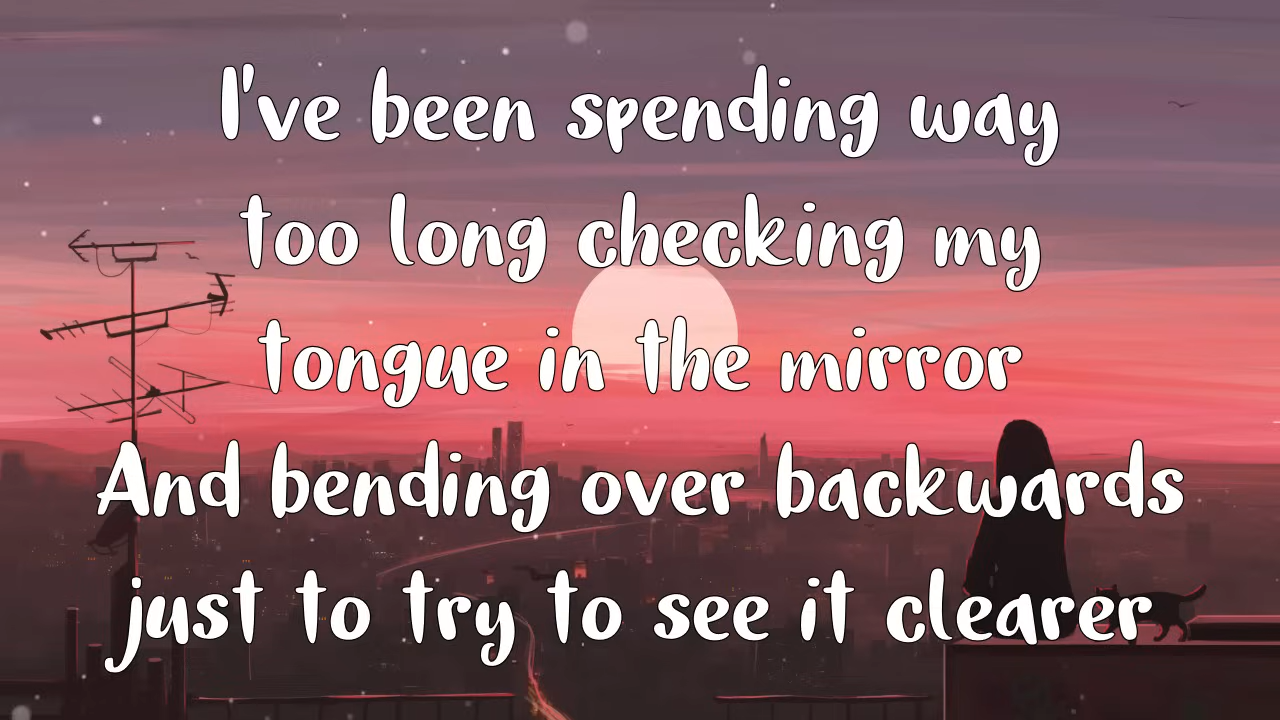 I've been spending way
too long checking my
tongue in the mirror
And bending over backwards
just to try to see it clearer